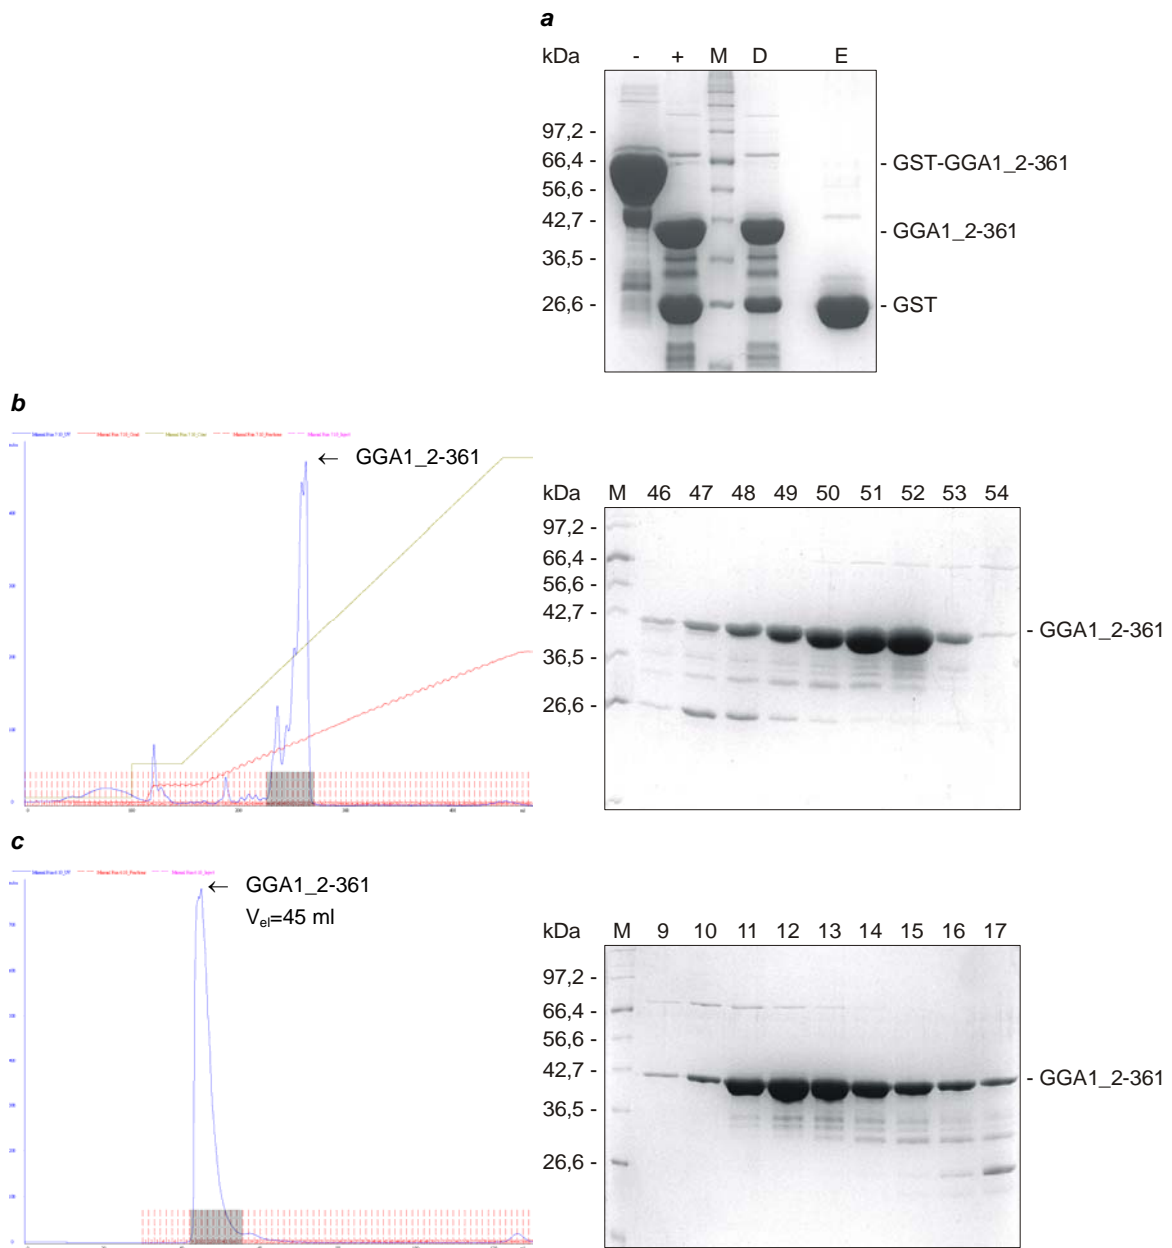 a
kDa - + M D E
97,2 -
66,4 -
56,6 -
42,7 -
36,5 -
26,6 -
- GST-GGA1_2-361
- GGA1_2-361
- GST
b
← GGA1_2-361
kDa M 46 47 48 49 50 51 52 53 54
97,2 -
66,4 -
56,6 -
42,7 -
36,5 -
26,6 -
- GGA1_2-361
c
← GGA1_2-361
Vel=45 ml
kDa M 9 10 11 12 13 14 15 16 17
97,2 -
66,4 -
56,6 -
42,7 -
36,5 -
26,6 -
- GGA1_2-361